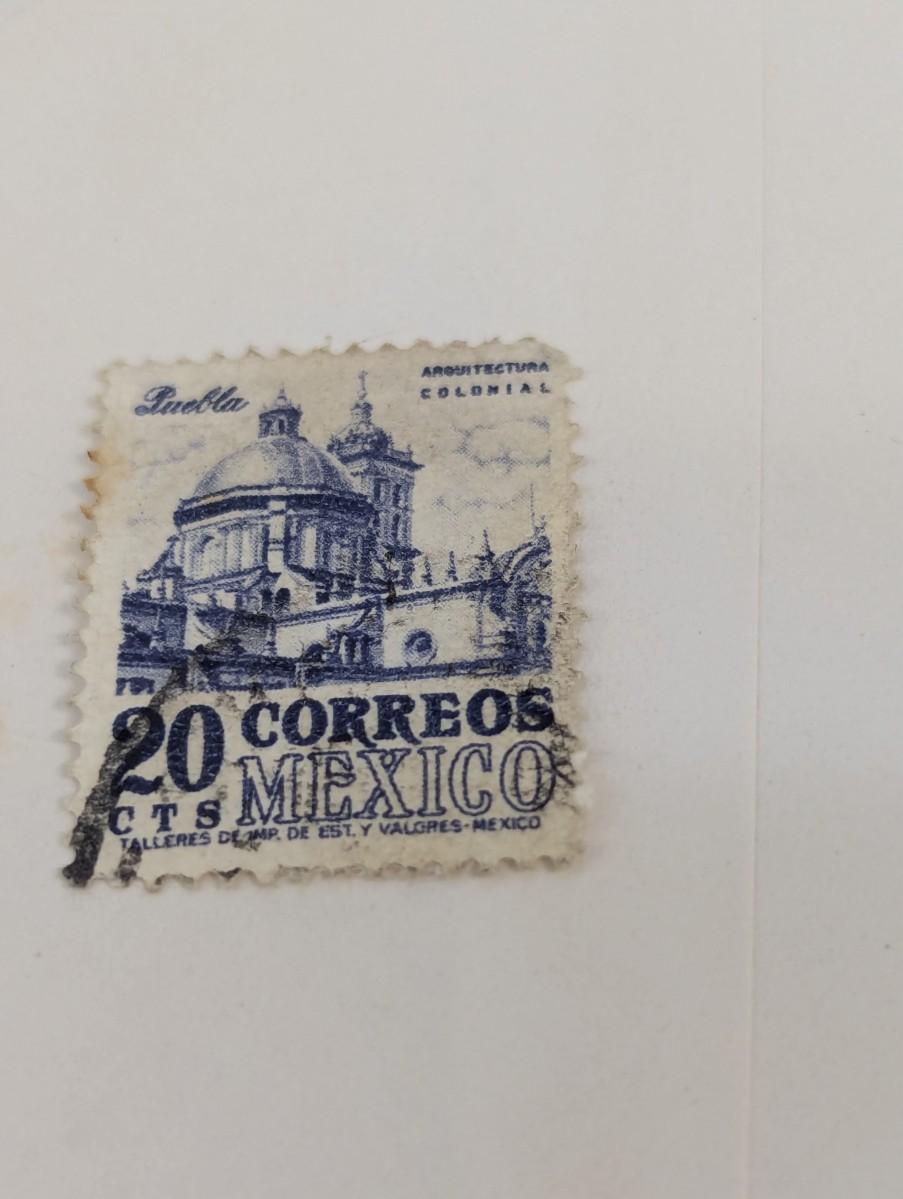 Puebla
ARQUITECTURA
COLONIAL
20 CTS
CORREOS
MEXICO
TALLERES DE IMP. DE EST. Y VALORES-MEXICO